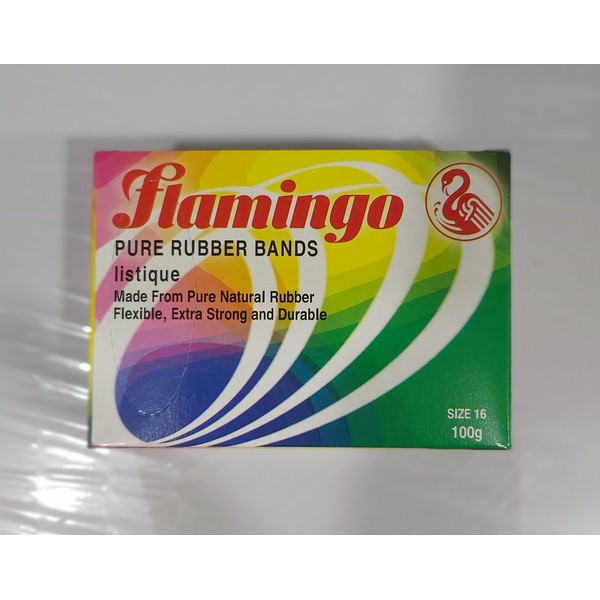 Flamingo
PURE RUBBER BANDS
listique
Made From Pure Natural Rubber
Flexible, Extra Strong and Durable
SIZE 16
100g